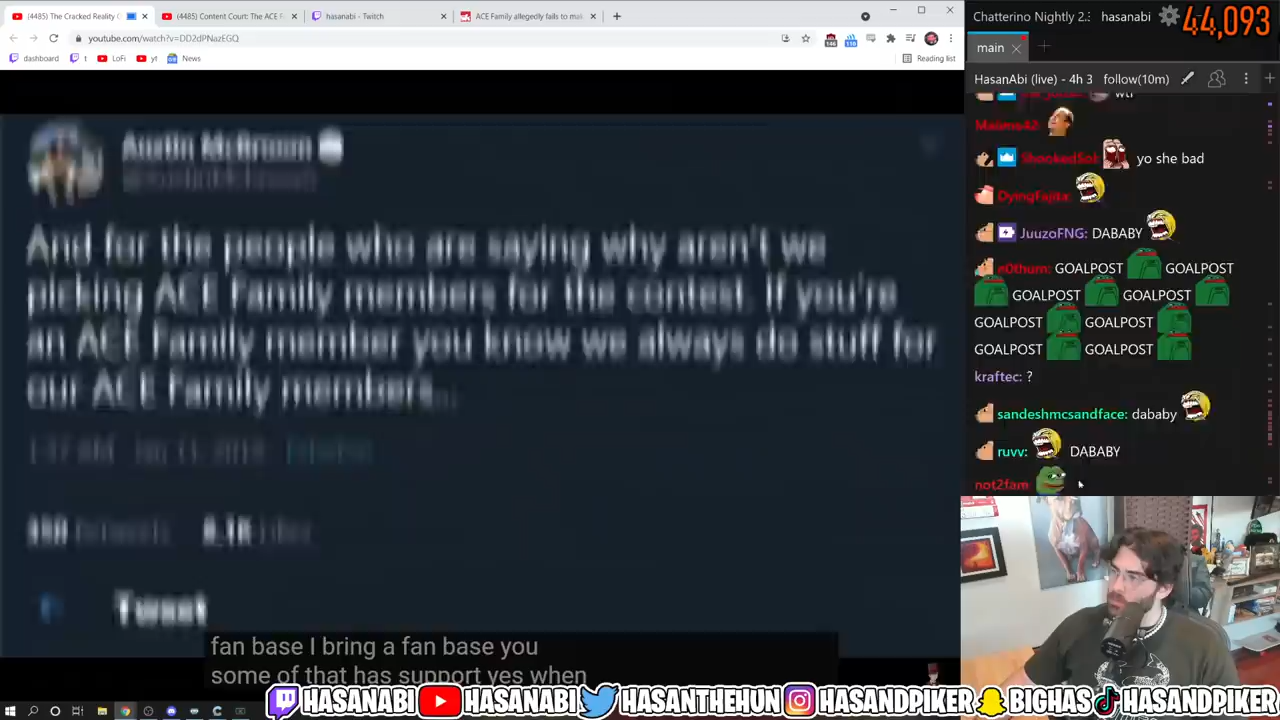 (4485) The Cracked Reality
(4485) Content Court: The ACE F
hasanabi - Twitch
ACE Family allegedly fails to mak
youtube.com/watch?v=DD2dPNazEGQ
dashboard
t
LoFi
yt
News
Reading list
Austin McBroom
And for the people who are saying why aren't we
picking ACE Family for the contest. If you're
an ACE Family member you know we always do stuff for
our ACE Family members...
Tweet
fan base I bring a fan base you
some of that has support yes when
Chatterino Nightly 2.
hasanabi
44,093
main
HasanAbi (live) - 4h 3
follow(10m)
wtf
Maiimo42:
ShookedSol: yo she bad
DyingFajita:
JuuzoFNG: DABABY
e0thum: GOALPOST GOALPOST
GOALPOST GOALPOST
GOALPOST GOALPOST
GOALPOST GOALPOST
kraftec: ?
sandeshmcsandface: dababy
ruvv: DABABY
not2fam
HASANABI HASANABI HASANTHEHUN HASANDPIKER BIGHAS HASANDPIKER